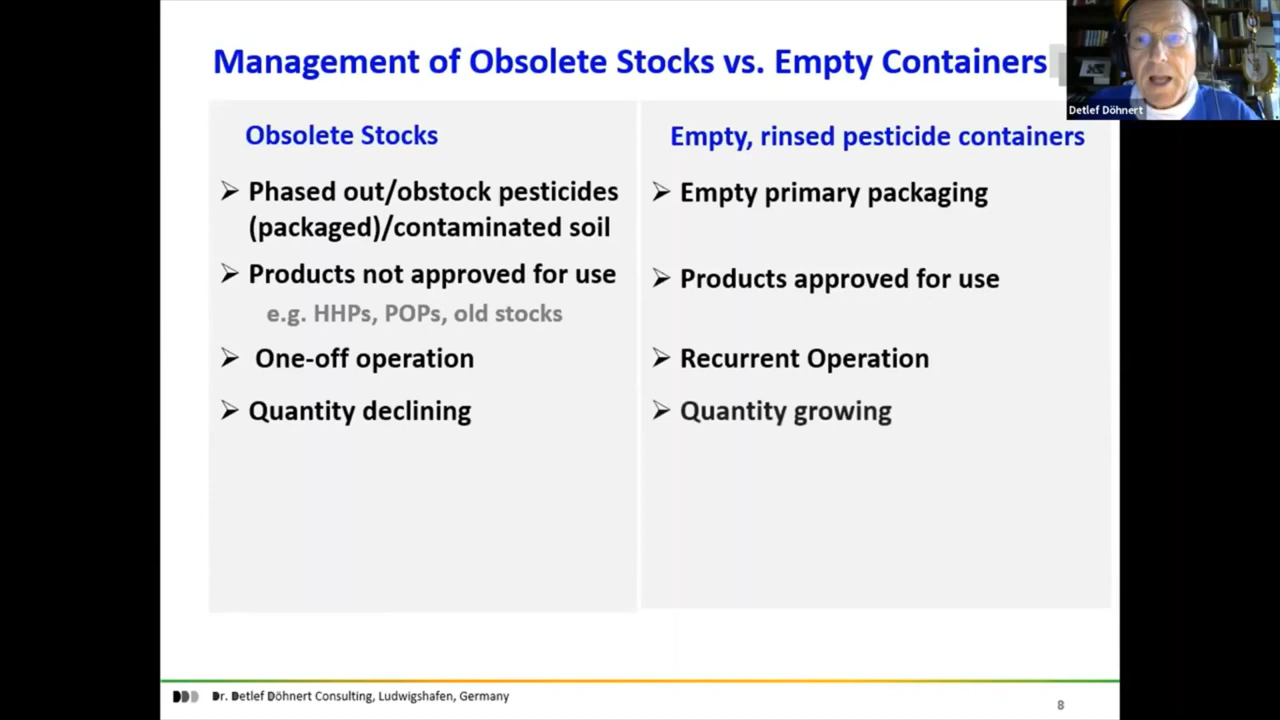 Management of Obsolete Stocks vs. Empty Containers
Detlef Döhnert
Obsolete Stocks
Phased out/obstock pesticides
(packaged)/contaminated soil
Products not approved for use
e.g. HHPs, POPs, old stocks
One-off operation
Quantity declining
Empty, rinsed pesticide containers
Empty primary packaging
Products approved for use
Recurrent Operation
Quantity growing
DDD Dr. Detlef Döhnert Consulting, Ludwigshafen, Germany
8